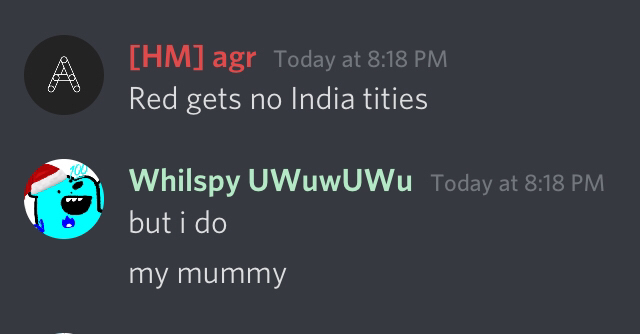 [HM] agr Today at 8:18 PM
Red gets no India tities
Whilspy UWuwUWu Today at 8:18 PM
but i do
my mummy